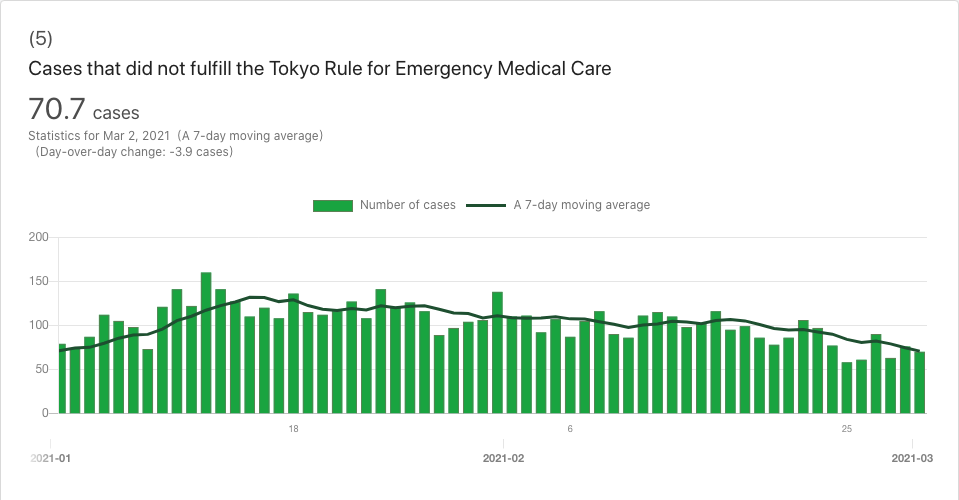 (5)
Cases that did not fulfill the Tokyo Rule for Emergency Medical Care
70.7 cases
Statistics for Mar 2, 2021 (A 7-day moving average)
(Day-over-day change: -3.9 cases)
Number of cases
A 7-day moving average
200
150
100
50
0
18
6
25
2021-01
2021-02
2021-03